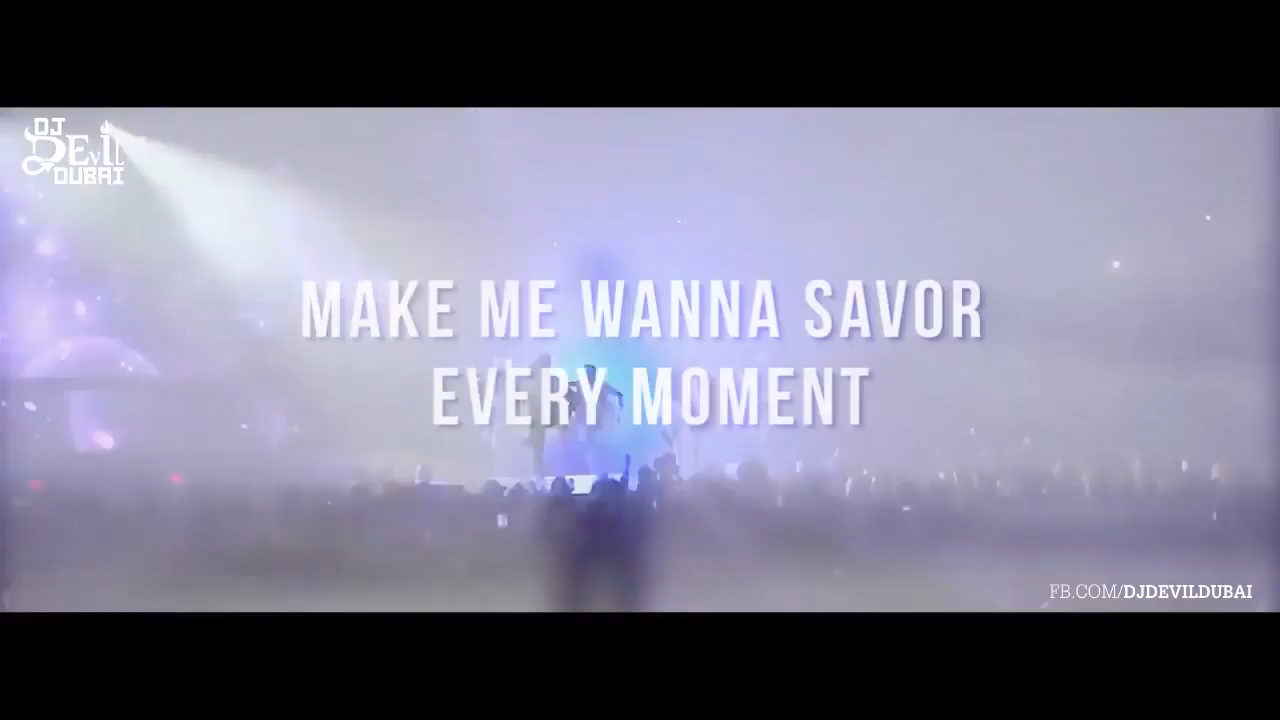 DJ
DEvil
DUBAI
MAKE ME WANNA SAVOR
EVERY MOMENT
FB.COM/DJDEVILDUBAI